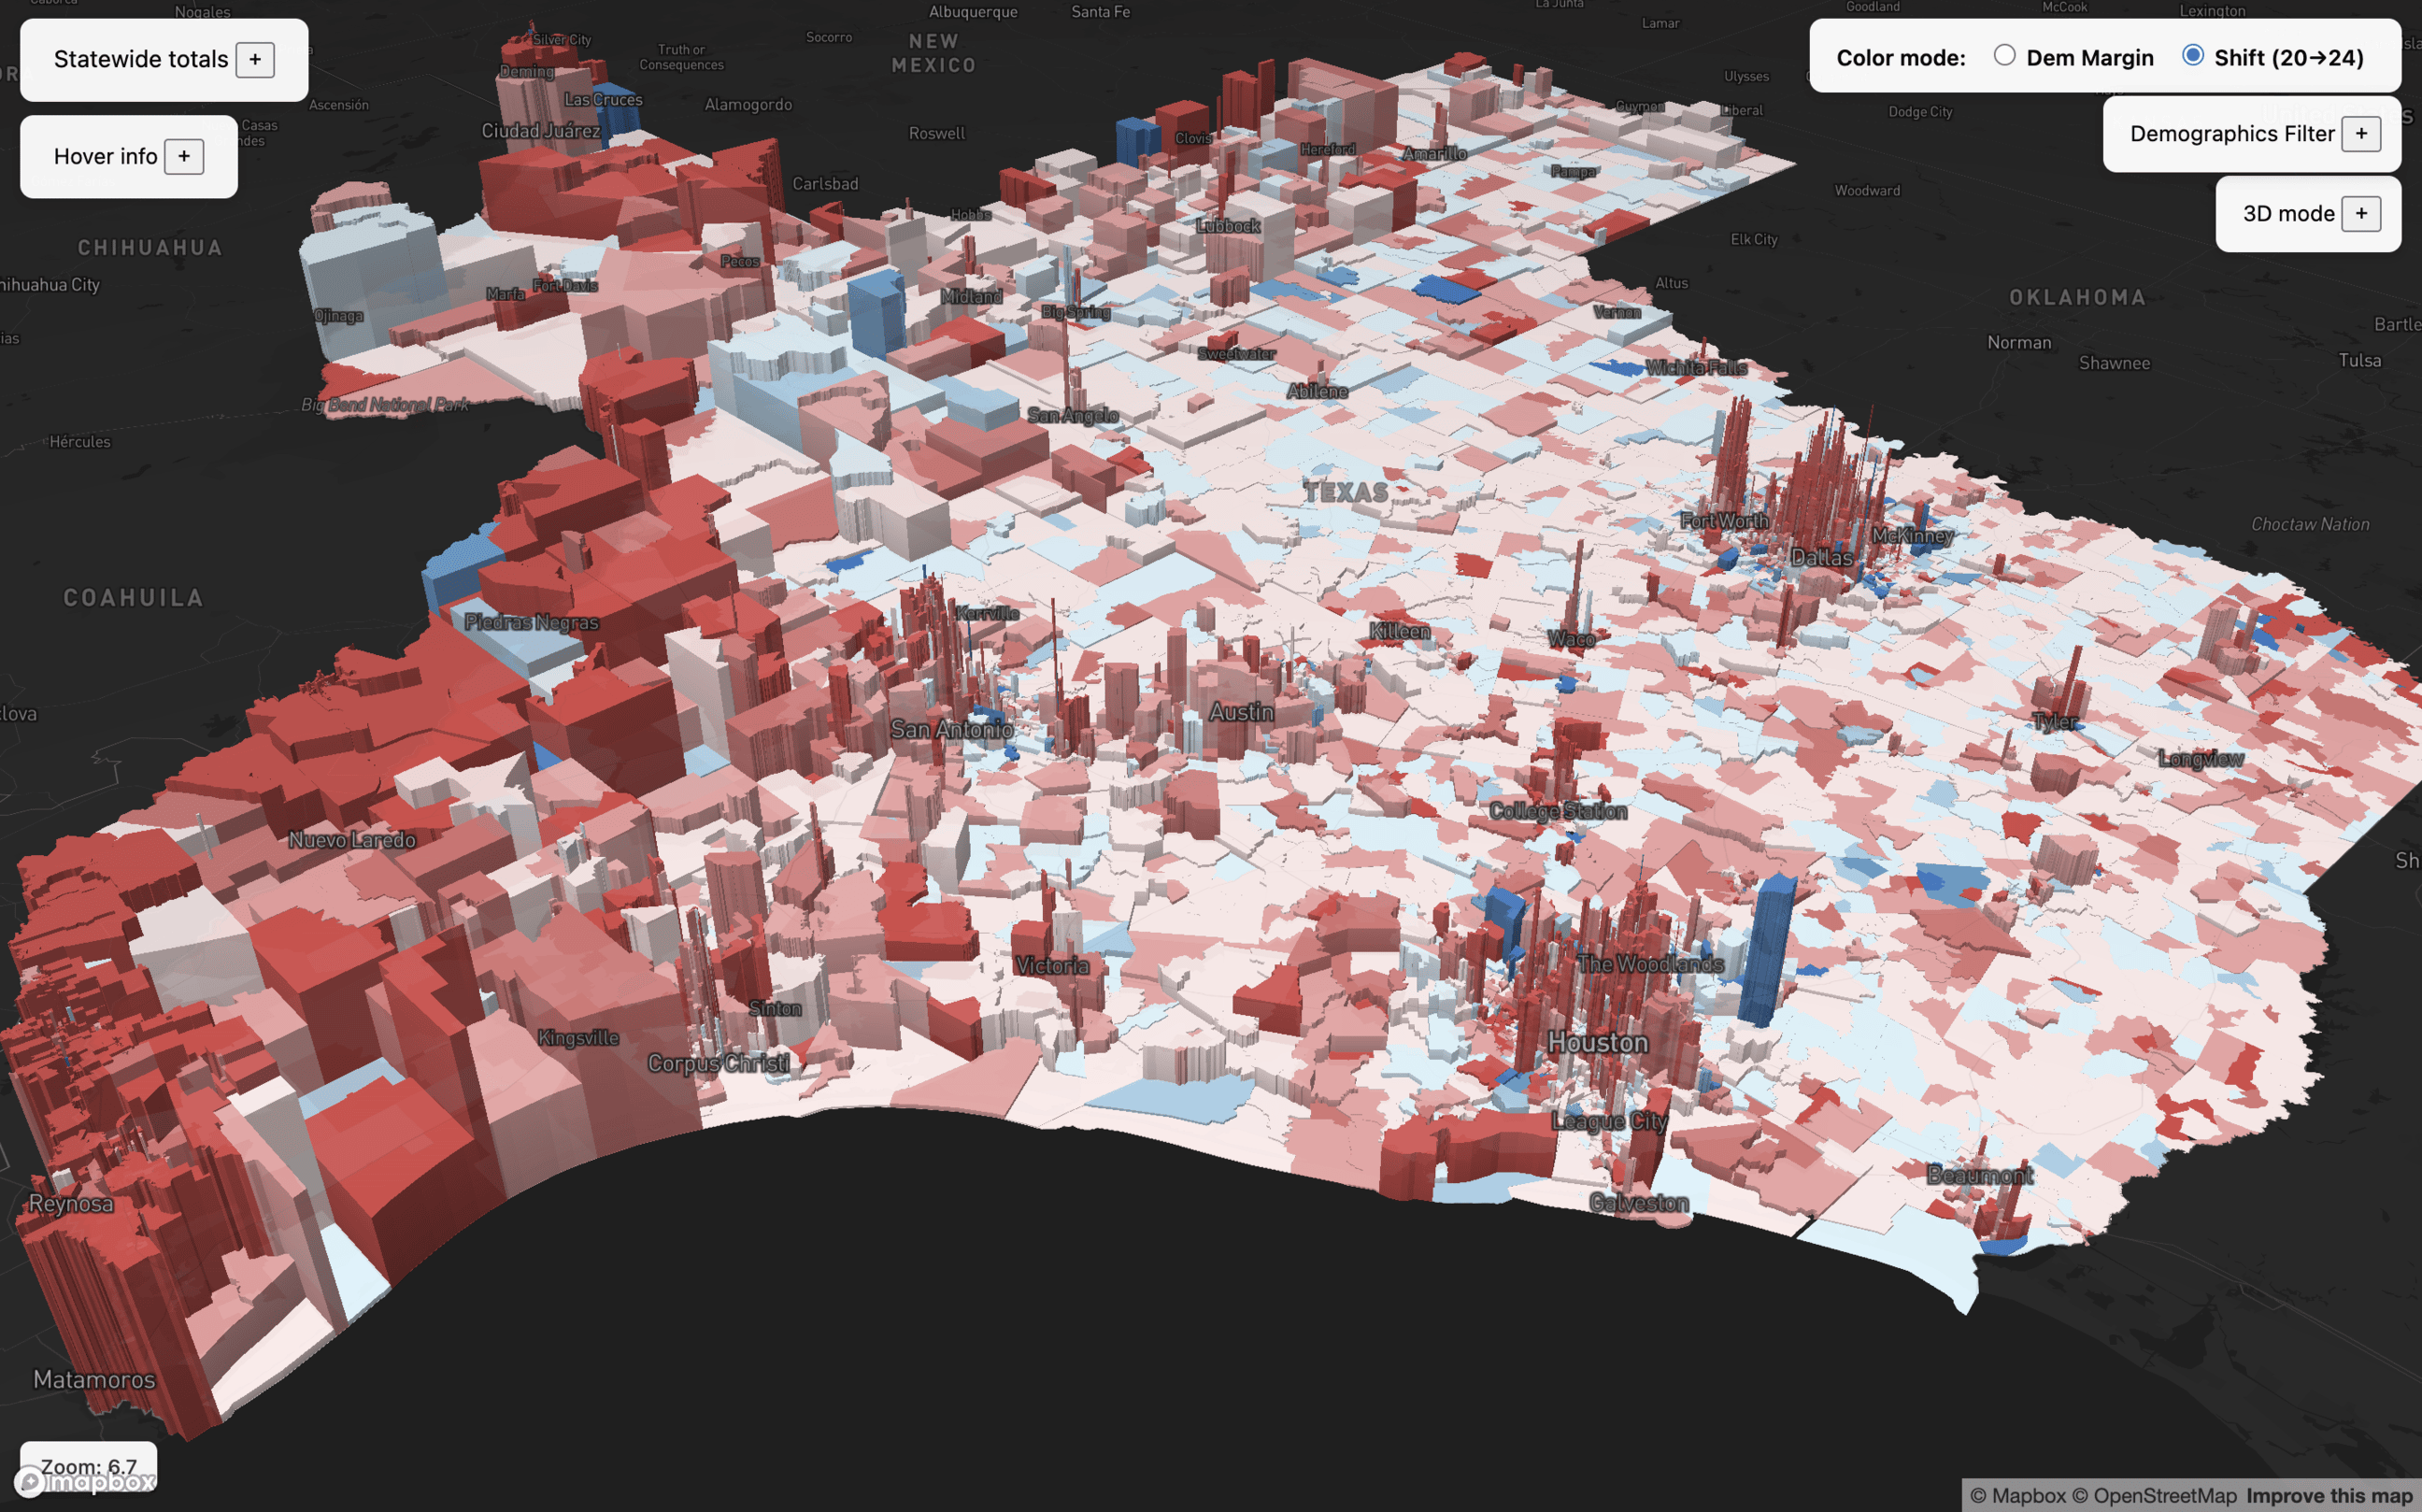 Nogales
Albuquerque
Santa Fe
La Junta
Goodland
McCook
Lexington
Statewide totals +
Silver City
Truth or
Consequences
Socorro
NEW
MEXICO
Lamar
Color mode: Dem Margin Shift (20→24)
Deming
Las Cruces
Ascensión
Alamogordo
Ulysses
Guymon
Liberal
Dodge City
Hover info +
Casas
Ciudad Juárez
Roswell
Clovis
Hereford
Amarillo
Demographics Filter +
Carlsbad
Pampa
Woodward
Hobbs
Lubbock
3D mode +
CHIHUAHUA
Elk City
Pecos
hihuahua City
Marfa
Fort Davis
Midland
Altus
OKLAHOMA
Ojinaga
Big Spring
Vernon
Norman
Shawnee
Tulsa
Sweetwater
Wichita Falls
Abilene
Big Bend National Park
San Angelo
Hércules
TEXAS
Fort Worth
McKinney
Choctaw Nation
Dallas
COAHUILA
Piedras Negras
Kerrville
Killeen
Waco
San Antonio
Austin
Tyler
Longview
College Station
Nuevo Laredo
Victoria
The Woodlands
Sinton
Kingsville
Corpus Christi
Houston
League City
Beaumont
Reynosa
Galveston
Matamoros
Zoom: 6.7
mapbox
© Mapbox © OpenStreetMap Improve this map